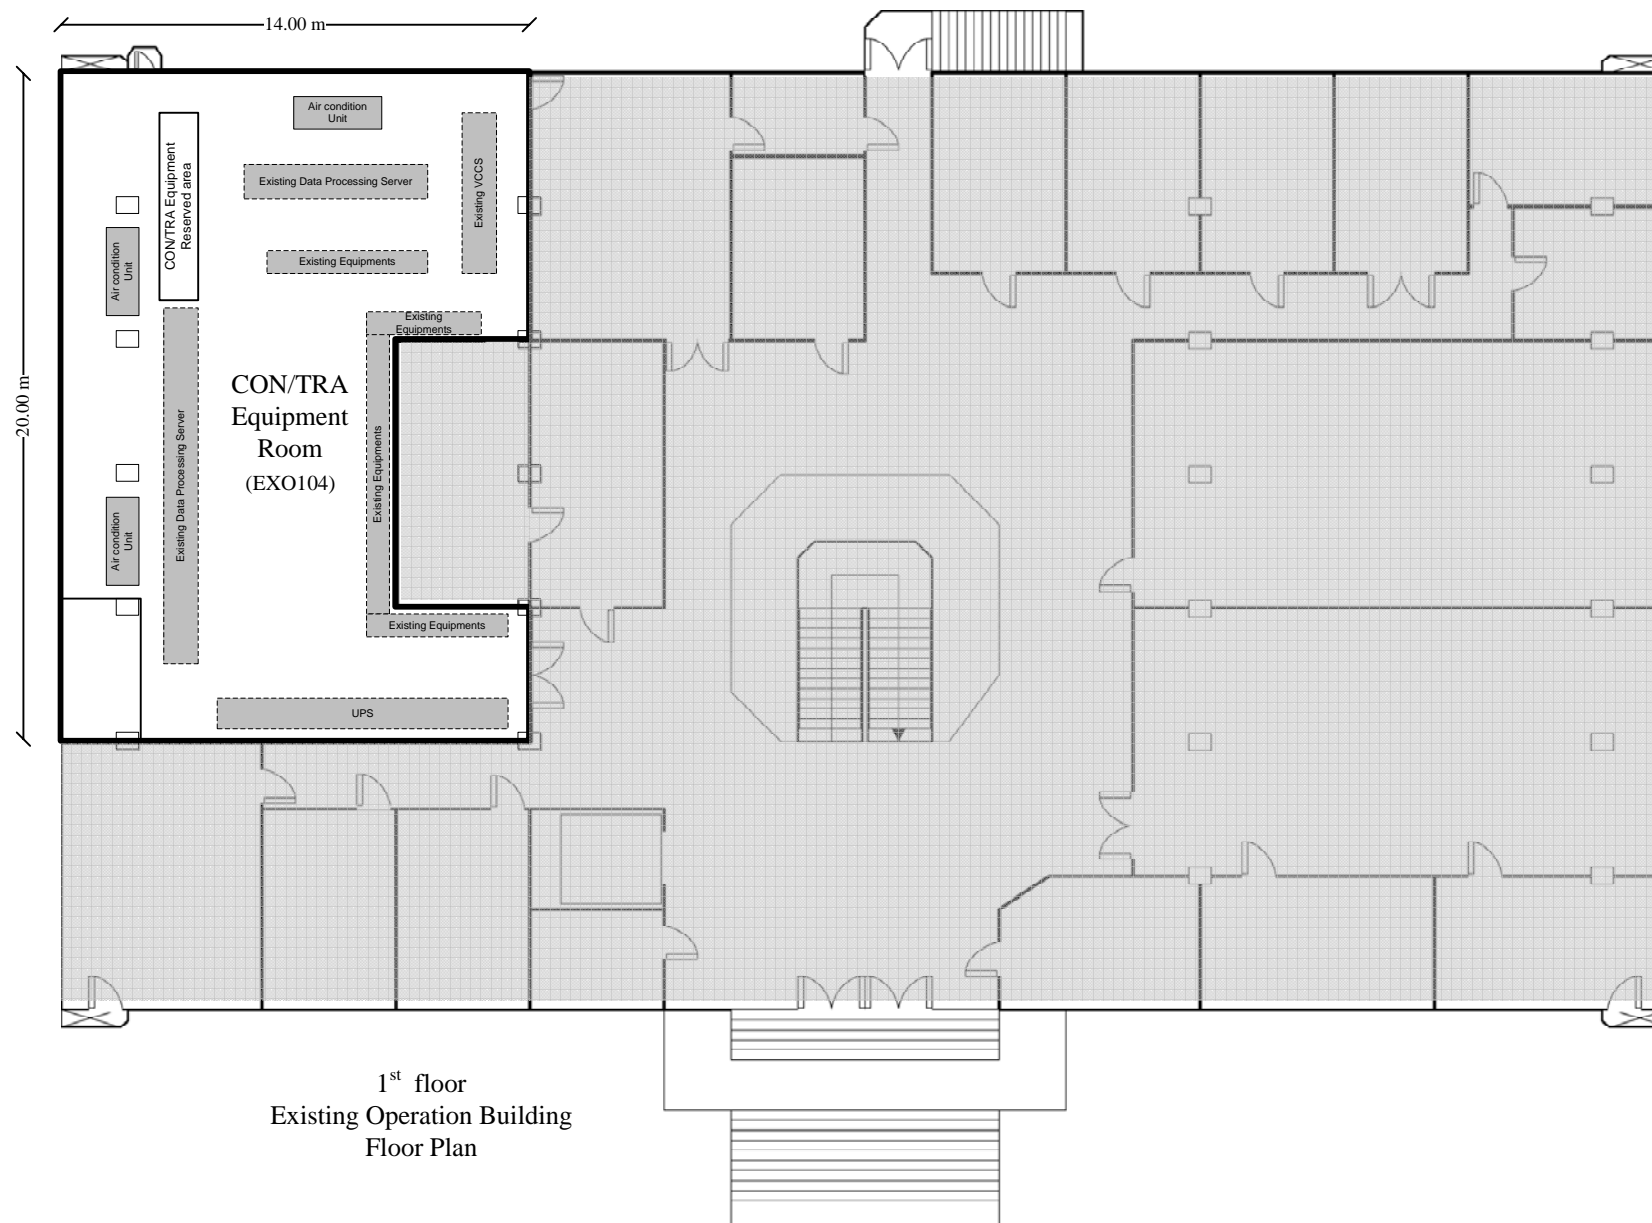 14.00 m
20.00 m
Air condition
Unit
CON/TRA Equipment
Reserved area
Existing Data Processing Server
Existing VCCS
Air condition
Unit
Existing Equipments
Existing
Equipments
CON/TRA
Equipment
Room
(EXO104)
Existing Data Processing Server
Existing Equipments
Air condition
Unit
Existing Equipments
UPS
1st floor
Existing Operation Building
Floor Plan